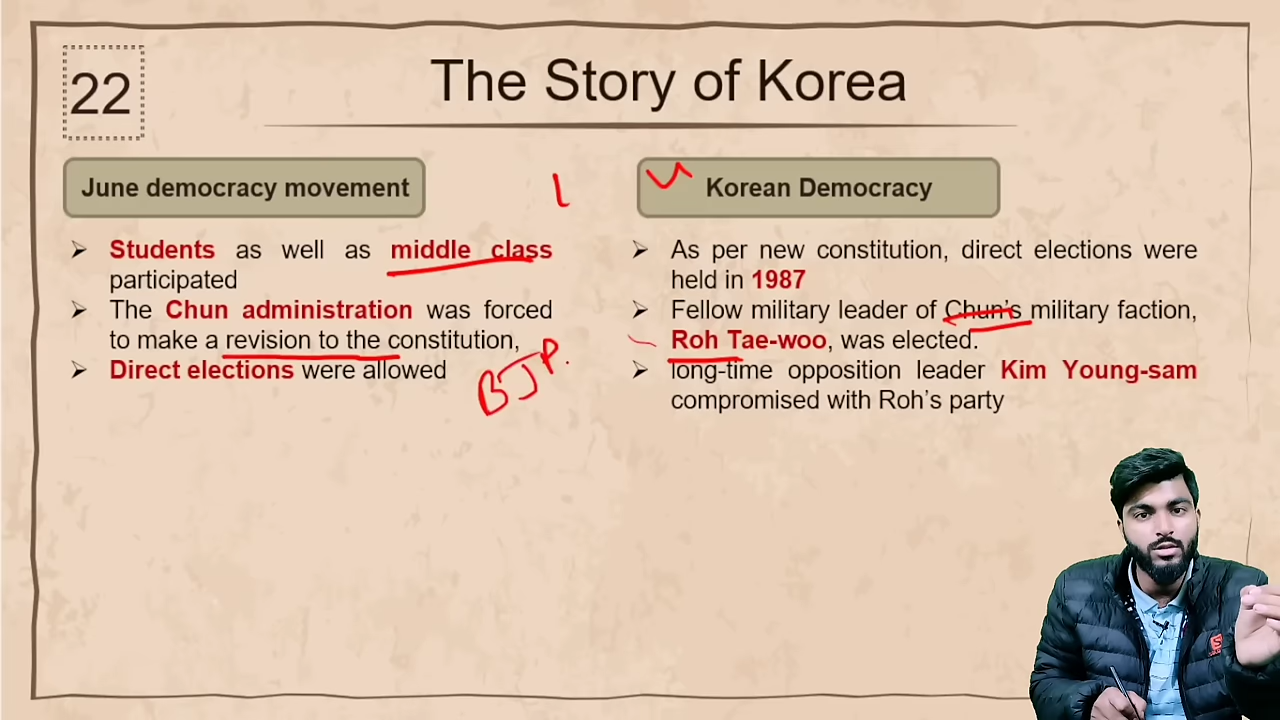 22
The Story of Korea
June democracy movement
➢ Students as well as middle class
participated
➢ The Chun administration was forced
to make a revision to the constitution,
➢ Direct elections were allowed
BJP.
Korean Democracy
➢ As per new constitution, direct elections were
held in 1987
➢ Fellow military leader of Chun's military faction,
Roh Tae-woo, was elected.
➢ long-time opposition leader Kim Young-sam
compromised with Roh's party